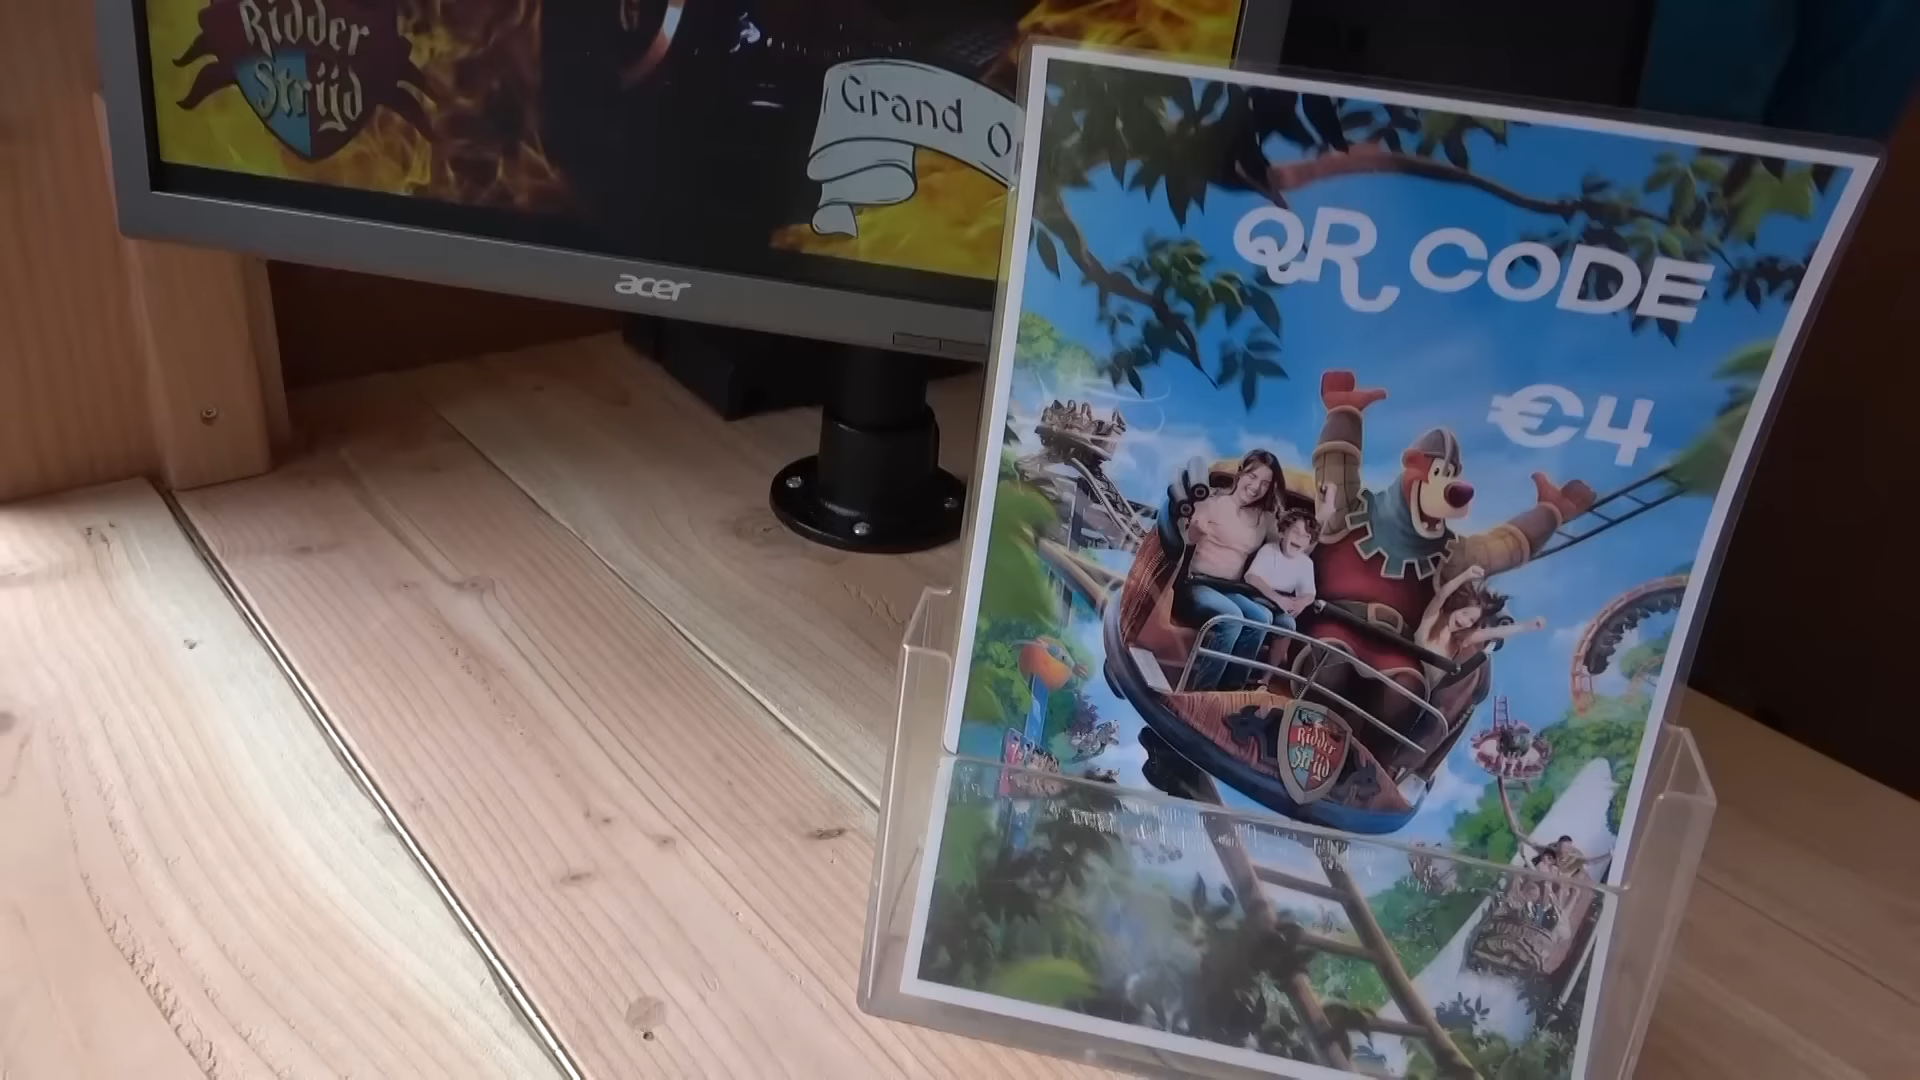 Ridder
Strijd
Grand O
acer
QR CODE
€4
Ridder
Strijd